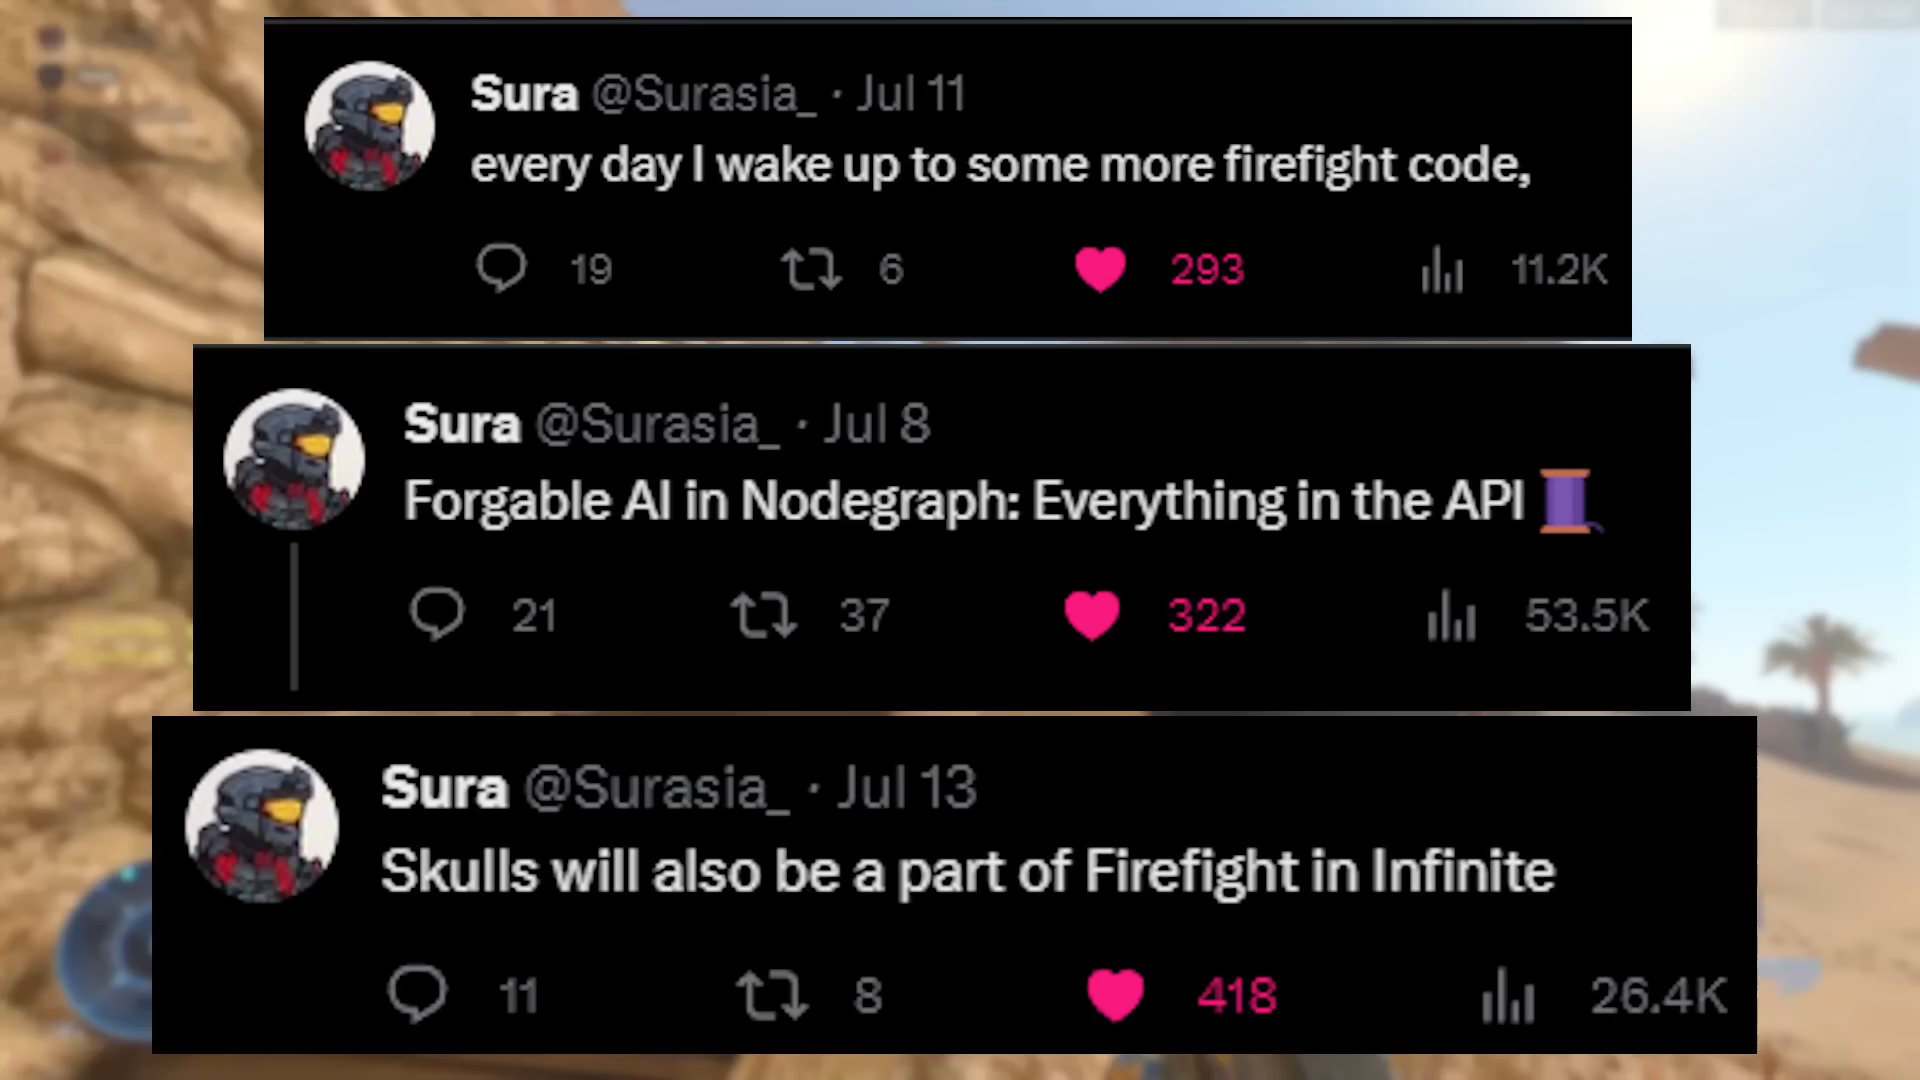 Sura @Surasia_ · Jul 11
every day I wake up to some more firefight code,
19 6 293 11.2K
Sura @Surasia_ · Jul 8
Forgable AI in Nodegraph: Everything in the API 🧵
21 37 322 53.5K
Sura @Surasia_ · Jul 13
Skulls will also be a part of Firefight in Infinite
11 8 418 26.4K